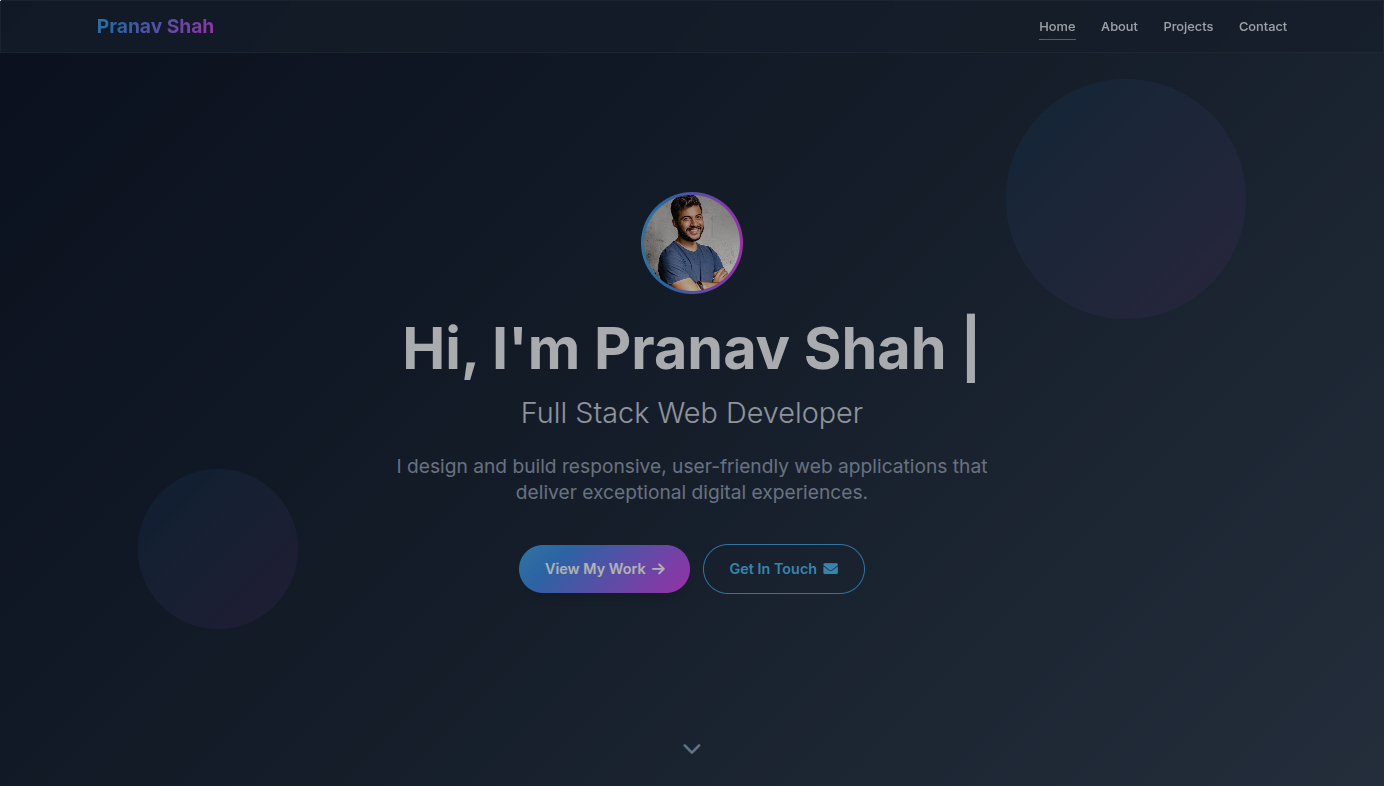 Pranav Shah
Home About Projects Contact
Hi, I'm Pranav Shah |
Full Stack Web Developer
I design and build responsive, user-friendly web applications that
deliver exceptional digital experiences.
View My Work →
Get In Touch